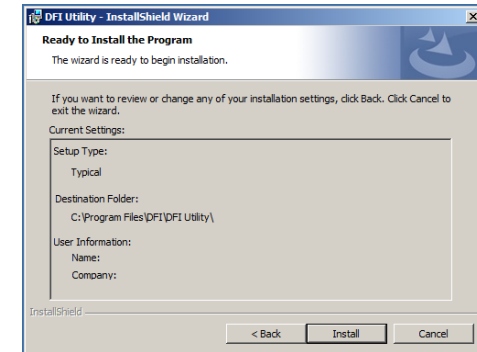 DFI Utility - InstallShield Wizard
Ready to Install the Program
The wizard is ready to begin installation.
If you want to review or change any of your installation settings, click Back. Click Cancel to
exit the wizard.
Current Settings:
Setup Type:
Typical
Destination Folder:
C:\Program Files\DFI\DFI Utility\
User Information:
Name:
Company:
InstallShield
< Back Install Cancel